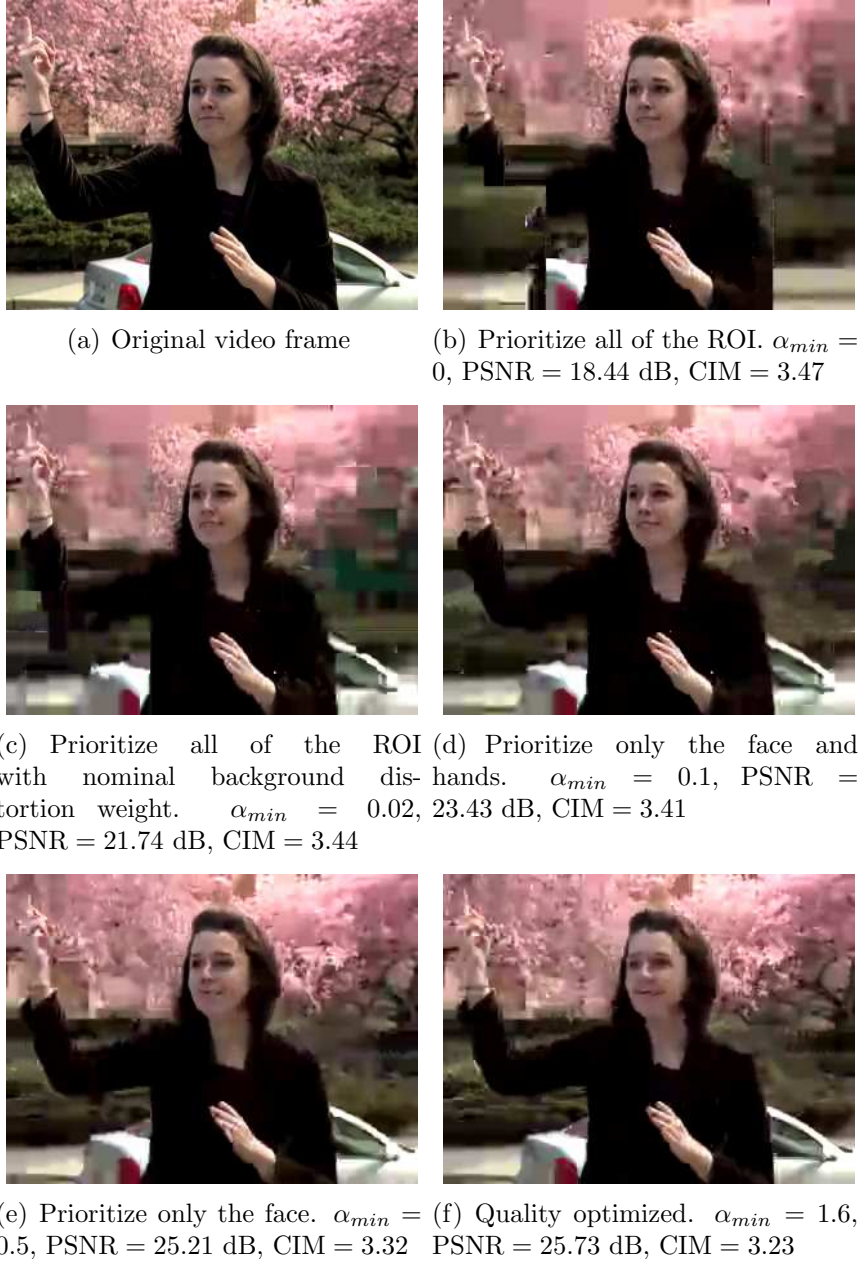 (a) Original video frame
(b) Prioritize all of the ROI. α_min =
0, PSNR = 18.44 dB, CIM = 3.47
(c) Prioritize all of the ROI
with nominal background dis-
tortion weight. α_min = 0.02,
PSNR = 21.74 dB, CIM = 3.44
(d) Prioritize only the face and
hands. α_min = 0.1, PSNR =
23.43 dB, CIM = 3.41
(e) Prioritize only the face. α_min =
0.5, PSNR = 25.21 dB, CIM = 3.32
(f) Quality optimized. α_min = 1.6,
PSNR = 25.73 dB, CIM = 3.23